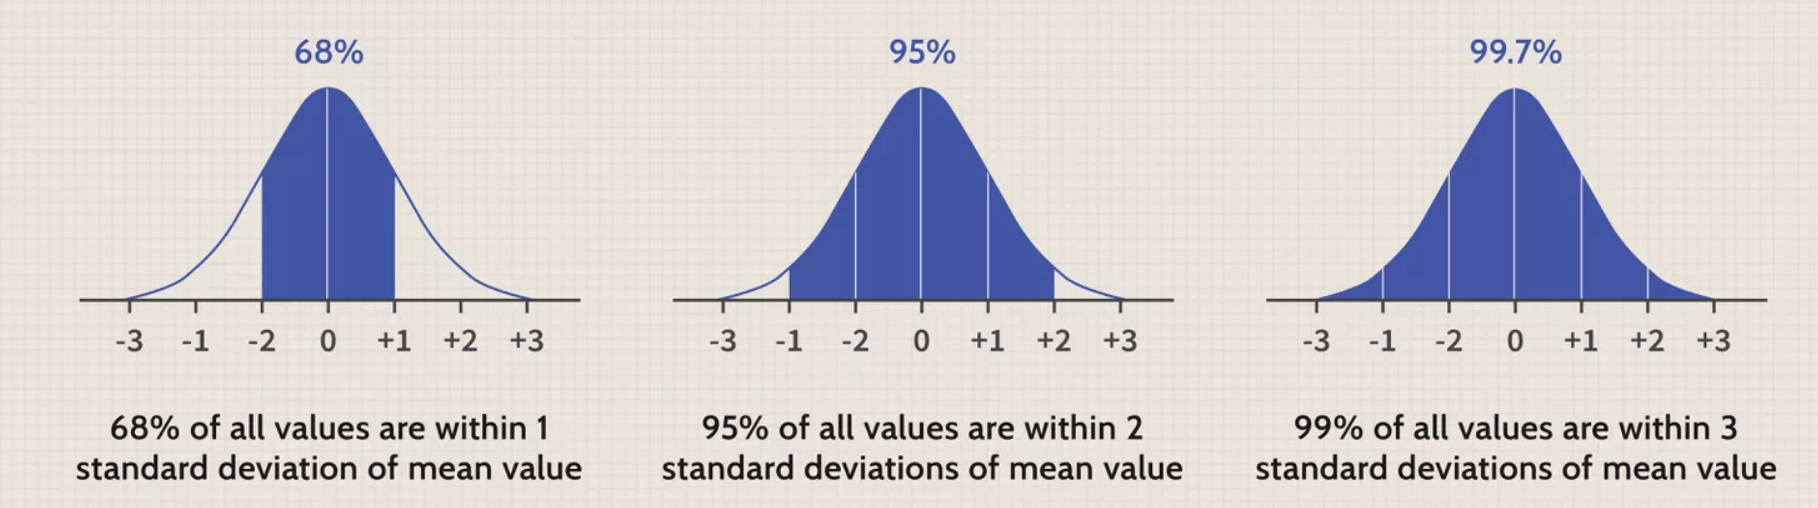 68%
-3 -1 -2 0 +1 +2 +3
68% of all values are within 1
standard deviation of mean value
95%
-3 -1 -2 0 +1 +2 +3
95% of all values are within 2
standard deviations of mean value
99.7%
-3 -1 -2 0 +1 +2 +3
99% of all values are within 3
standard deviations of mean value